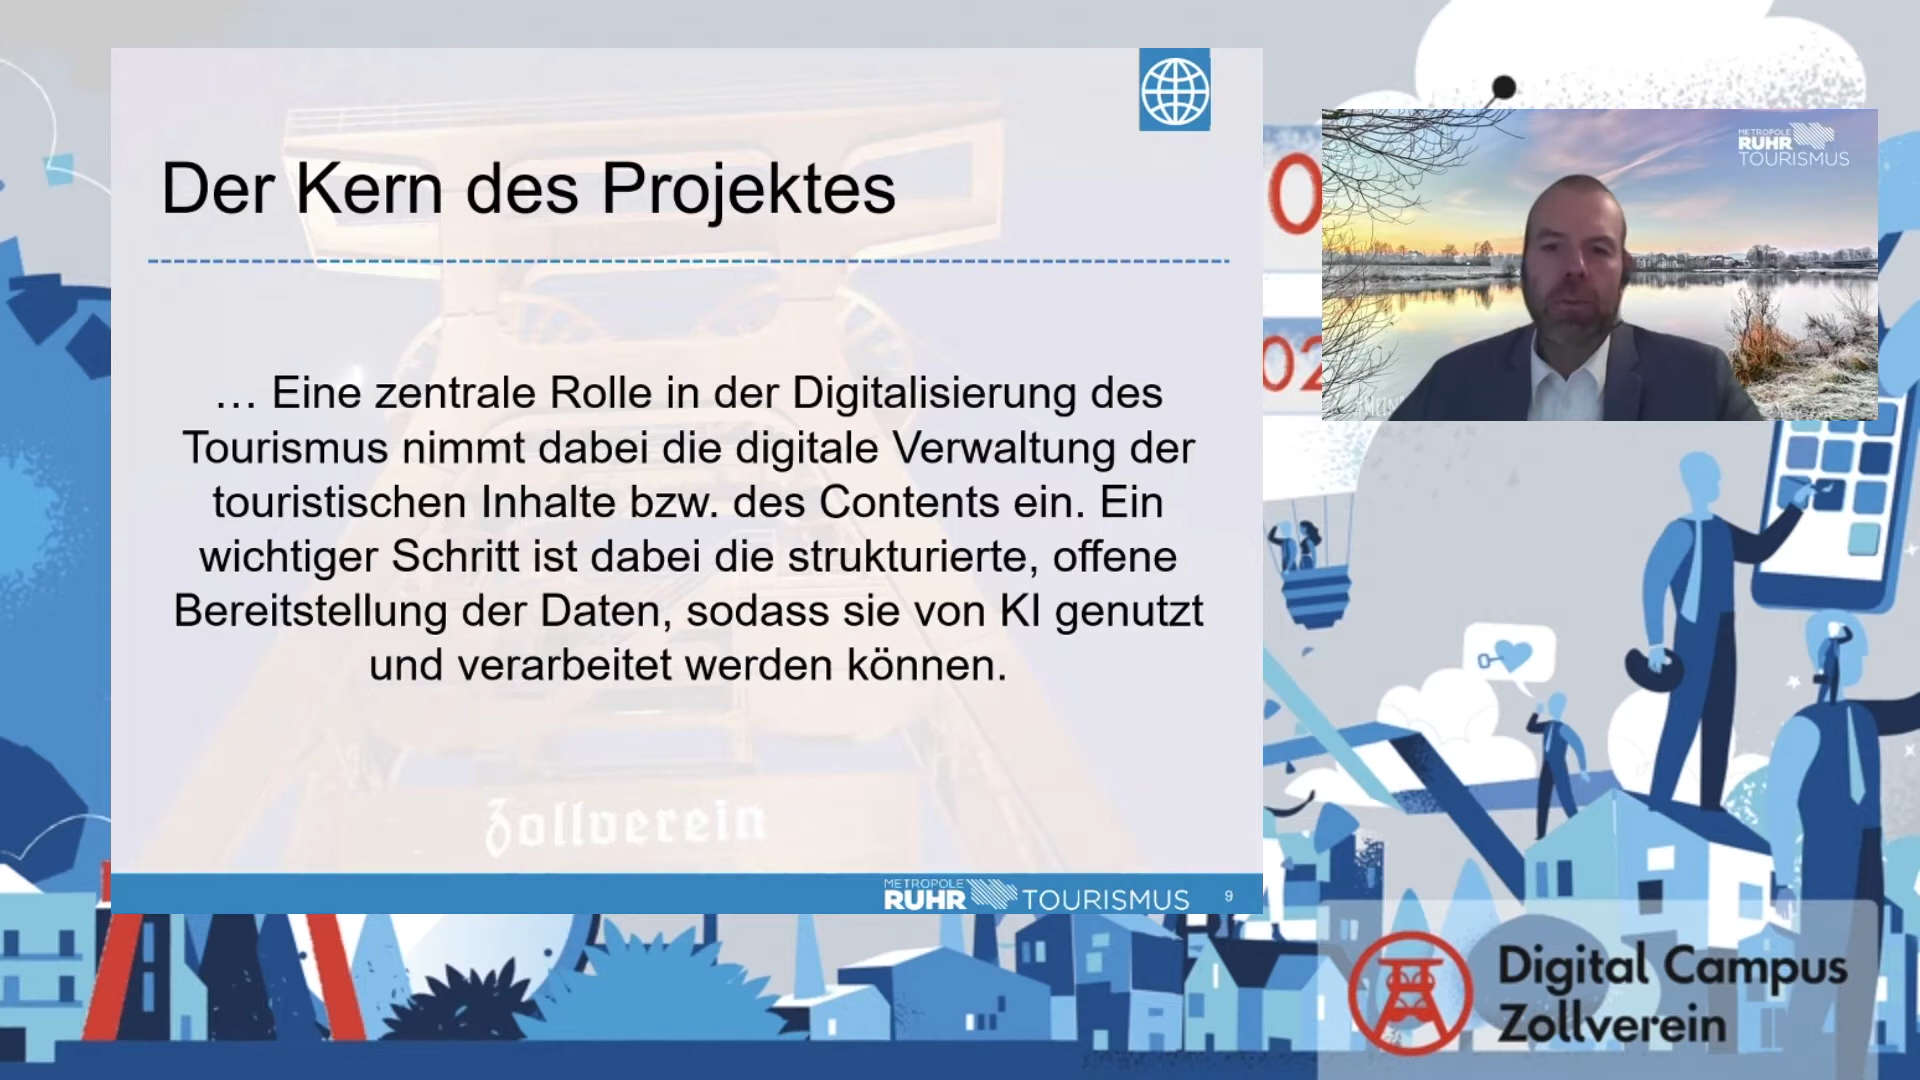 Der Kern des Projektes
… Eine zentrale Rolle in der Digitalisierung des
Tourismus nimmt dabei die digitale Verwaltung der
touristischen Inhalte bzw. des Contents ein. Ein
wichtiger Schritt ist dabei die strukturierte, offene
Bereitstellung der Daten, sodass sie von KI genutzt
und verarbeitet werden können.
Zollverein
METROPOLE
RUHR TOURISMUS
9
METROPOLE
RUHR
TOURISMUS
Digital Campus
Zollverein